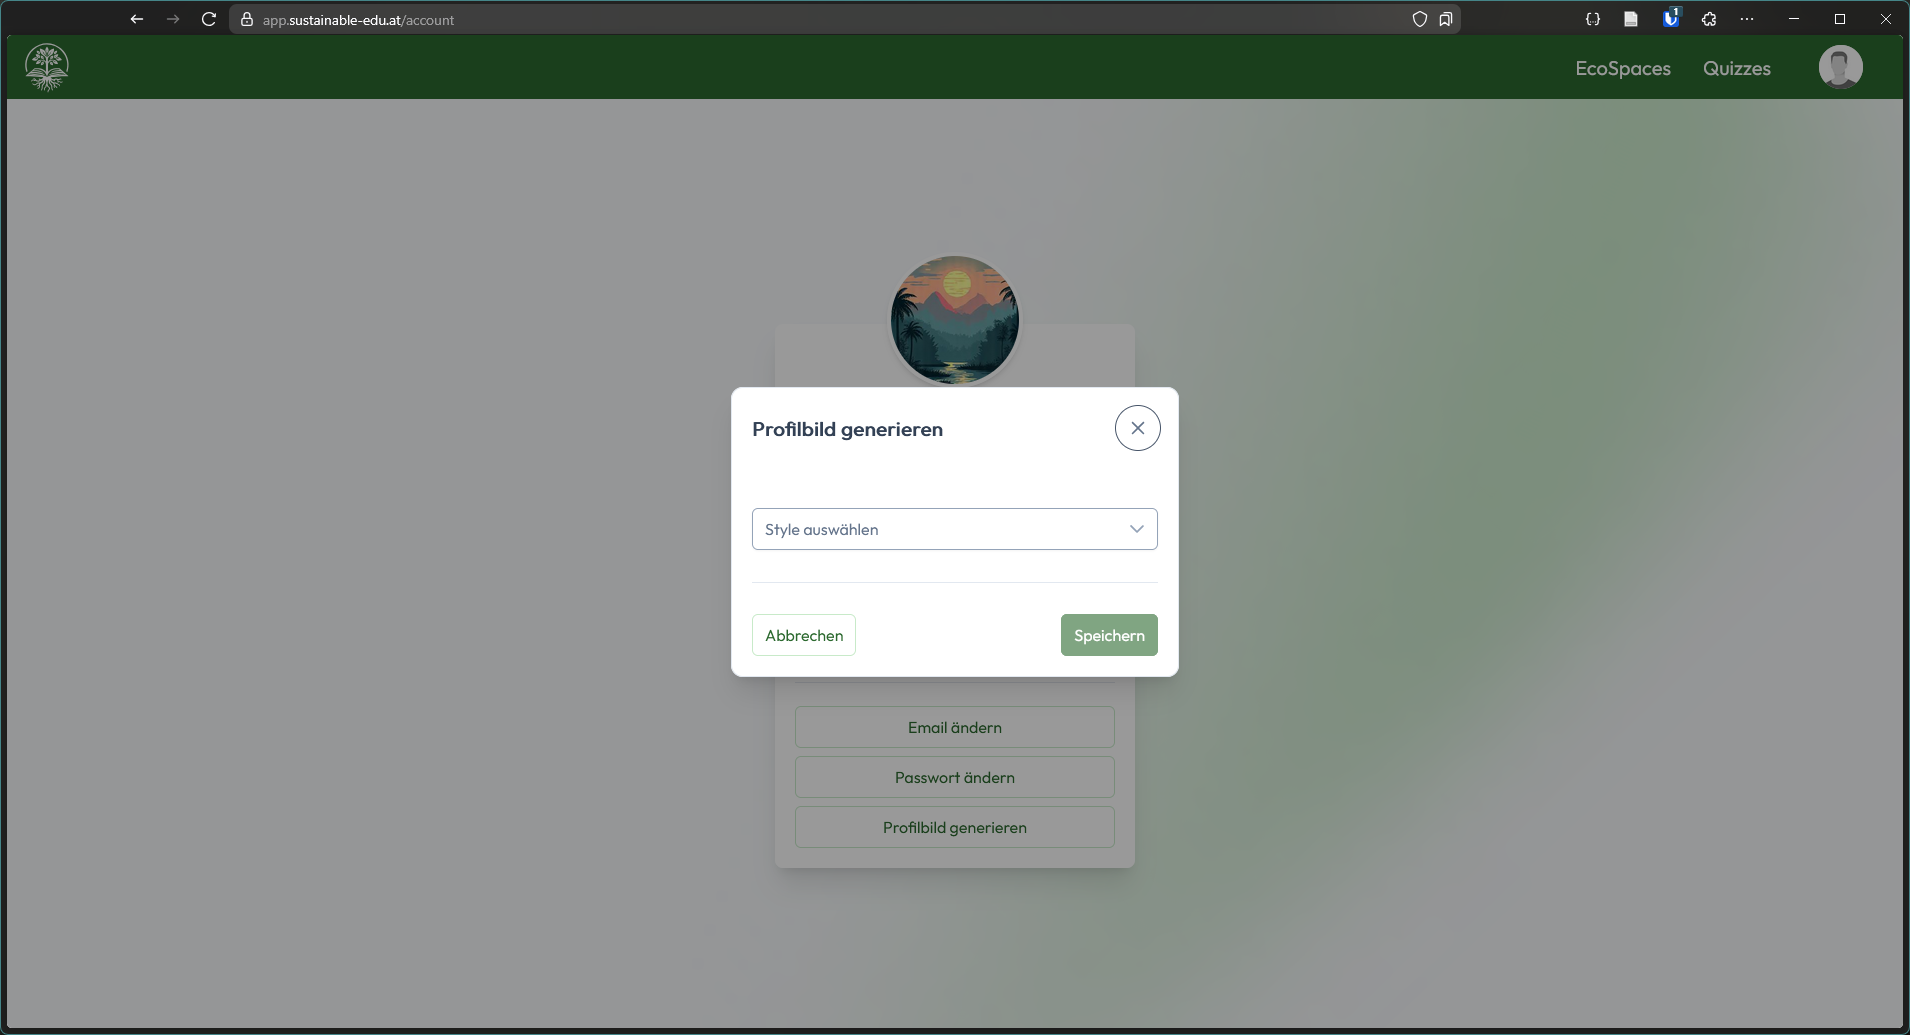 app.sustainable-edu.at/account
1
EcoSpaces
Quizzes
Profilbild generieren
Style auswählen
Abbrechen
Speichern
Email ändern
Passwort ändern
Profilbild generieren